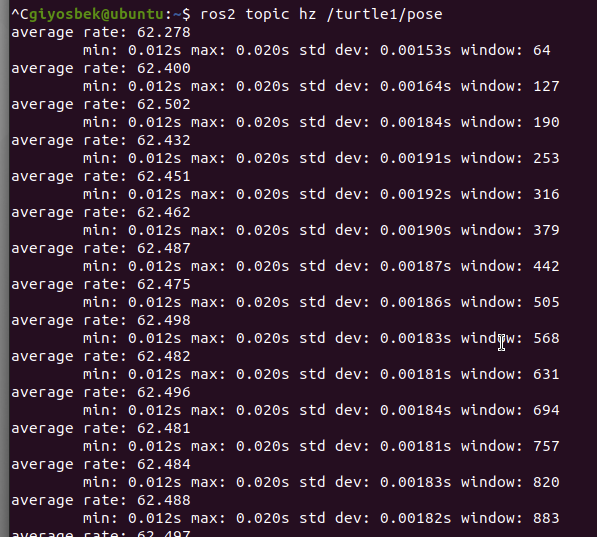 ^Cgiyosbek@ubuntu:~$ ros2 topic hz /turtle1/pose
average rate: 62.278
        min: 0.012s max: 0.020s std dev: 0.00153s window: 64
average rate: 62.400
        min: 0.012s max: 0.020s std dev: 0.00164s window: 127
average rate: 62.502
        min: 0.012s max: 0.020s std dev: 0.00184s window: 190
average rate: 62.432
        min: 0.012s max: 0.020s std dev: 0.00191s window: 253
average rate: 62.451
        min: 0.012s max: 0.020s std dev: 0.00192s window: 316
average rate: 62.462
        min: 0.012s max: 0.020s std dev: 0.00190s window: 379
average rate: 62.487
        min: 0.012s max: 0.020s std dev: 0.00187s window: 442
average rate: 62.475
        min: 0.012s max: 0.020s std dev: 0.00186s window: 505
average rate: 62.498
        min: 0.012s max: 0.020s std dev: 0.00183s window: 568
average rate: 62.482
        min: 0.012s max: 0.020s std dev: 0.00181s window: 631
average rate: 62.496
        min: 0.012s max: 0.020s std dev: 0.00184s window: 694
average rate: 62.481
        min: 0.012s max: 0.020s std dev: 0.00181s window: 757
average rate: 62.484
        min: 0.012s max: 0.020s std dev: 0.00183s window: 820
average rate: 62.488
        min: 0.012s max: 0.020s std dev: 0.00182s window: 883
average rate: 62.497